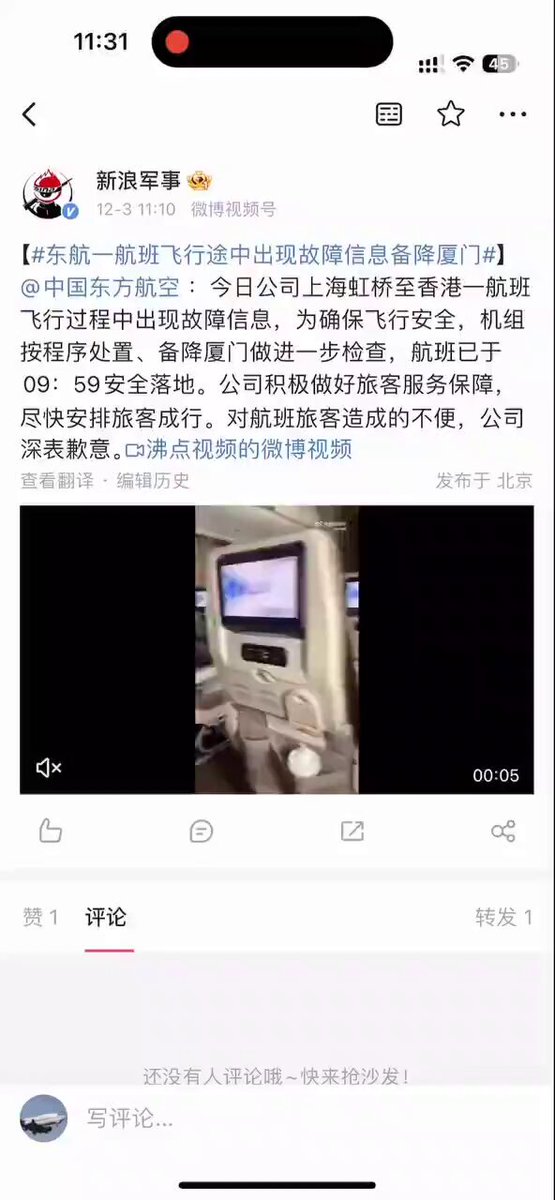 11:31
45
新浪军事
12-3 11:10 微博视频号
【#东航一航班飞行途中出现故障信息备降厦门#】
@中国东方航空 ：今日公司上海虹桥至香港一航班
飞行过程中出现故障信息，为确保飞行安全，机组
按程序处置、备降厦门做进一步检查，航班已于
09：59安全落地。公司积极做好旅客服务保障，
尽快安排旅客成行。对航班旅客造成的不便，公司
深表歉意。沸点视频的微博视频
查看翻译 · 编辑历史 发布于 北京
00:05
赞 1 评论 转发 1
还没有人评论哦~快来抢沙发！
写评论...